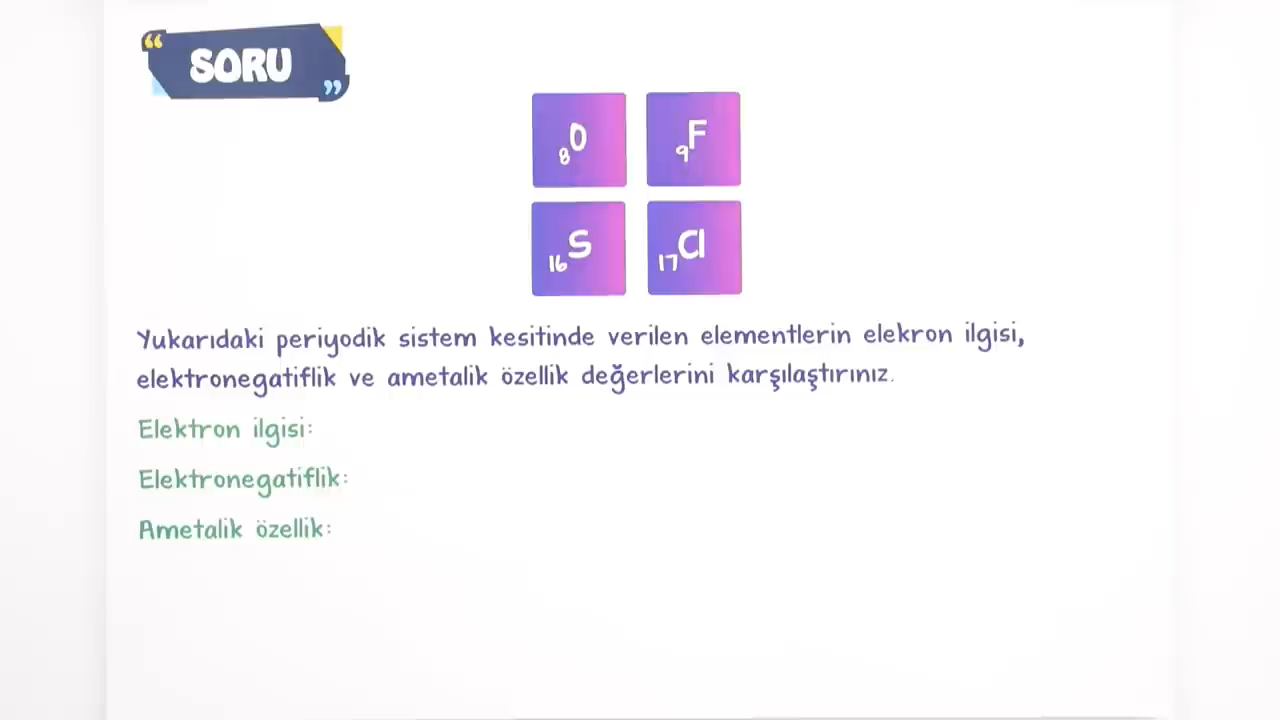 SORU
8O 9F
16S 17Cl
Yukarıdaki periyodik sistem kesitinde verilen elementlerin elekron ilgisi,
elektronegatiflik ve ametalik özellik değerlerini karşılaştırınız.
Elektron ilgisi:
Elektronegatiflik:
Ametalik özellik: